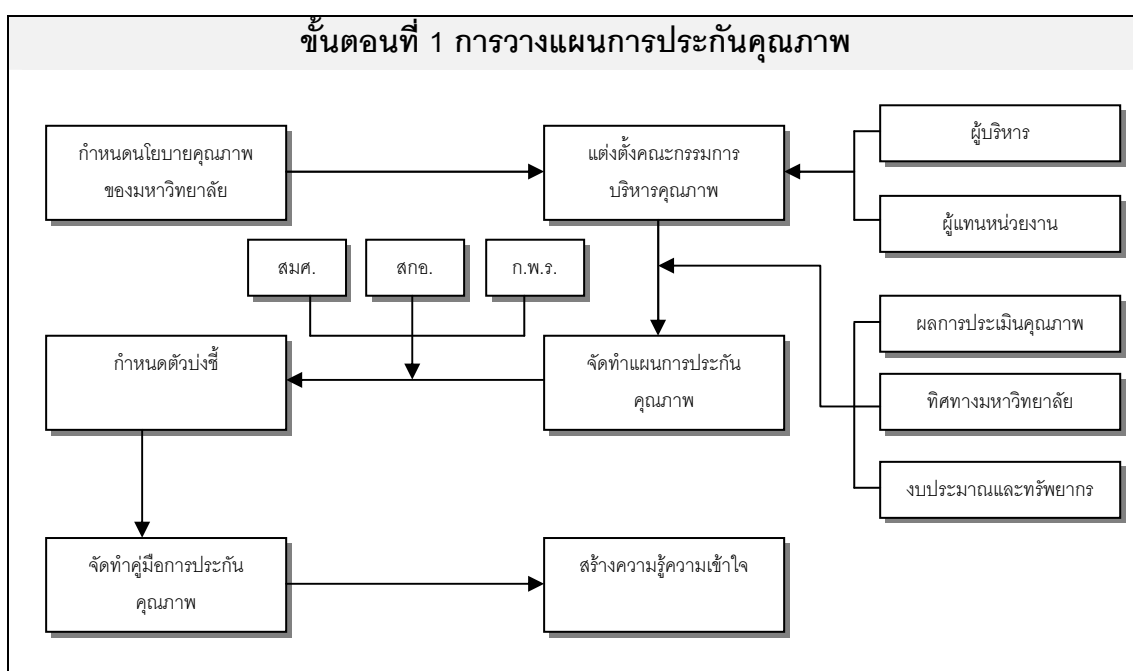 ขั้นตอนที่ 1 การวางแผนการประกันคุณภาพ
กำหนดนโยบายคุณภาพ
ของมหาวิทยาลัย
แต่งตั้งคณะกรรมการ
บริหารคุณภาพ
ผู้บริหาร
ผู้แทนหน่วยงาน
สมศ.
สกอ.
ก.พ.ร.
ผลการประเมินคุณภาพ
กำหนดตัวบ่งชี้
จัดทำแผนการประกัน
คุณภาพ
ทิศทางมหาวิทยาลัย
งบประมาณและทรัพยากร
จัดทำคู่มือการประกัน
คุณภาพ
สร้างความรู้ความเข้าใจ